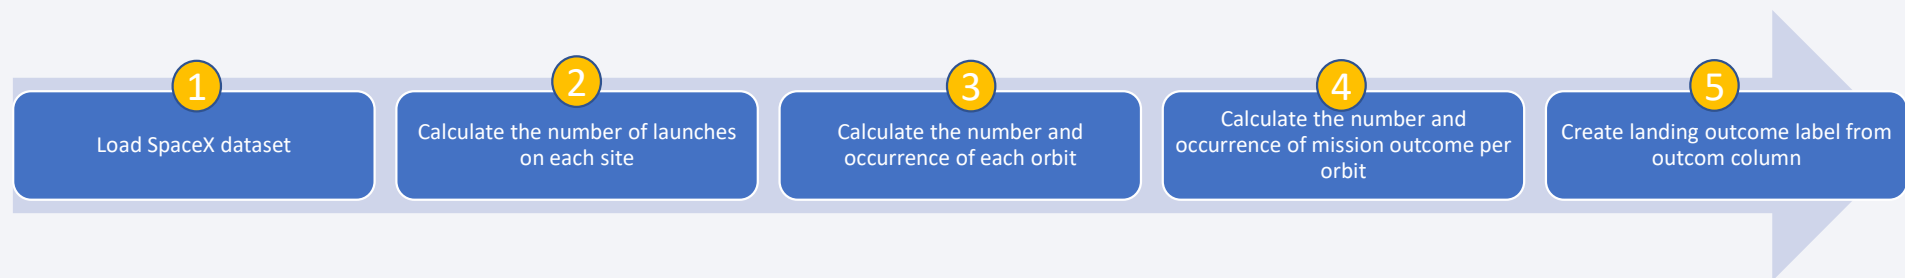 1
Load SpaceX dataset
2
Calculate the number of launches
on each site
3
Calculate the number and
occurrence of each orbit
4
Calculate the number and
occurrence of mission outcome per
orbit
5
Create landing outcome label from
outcom column